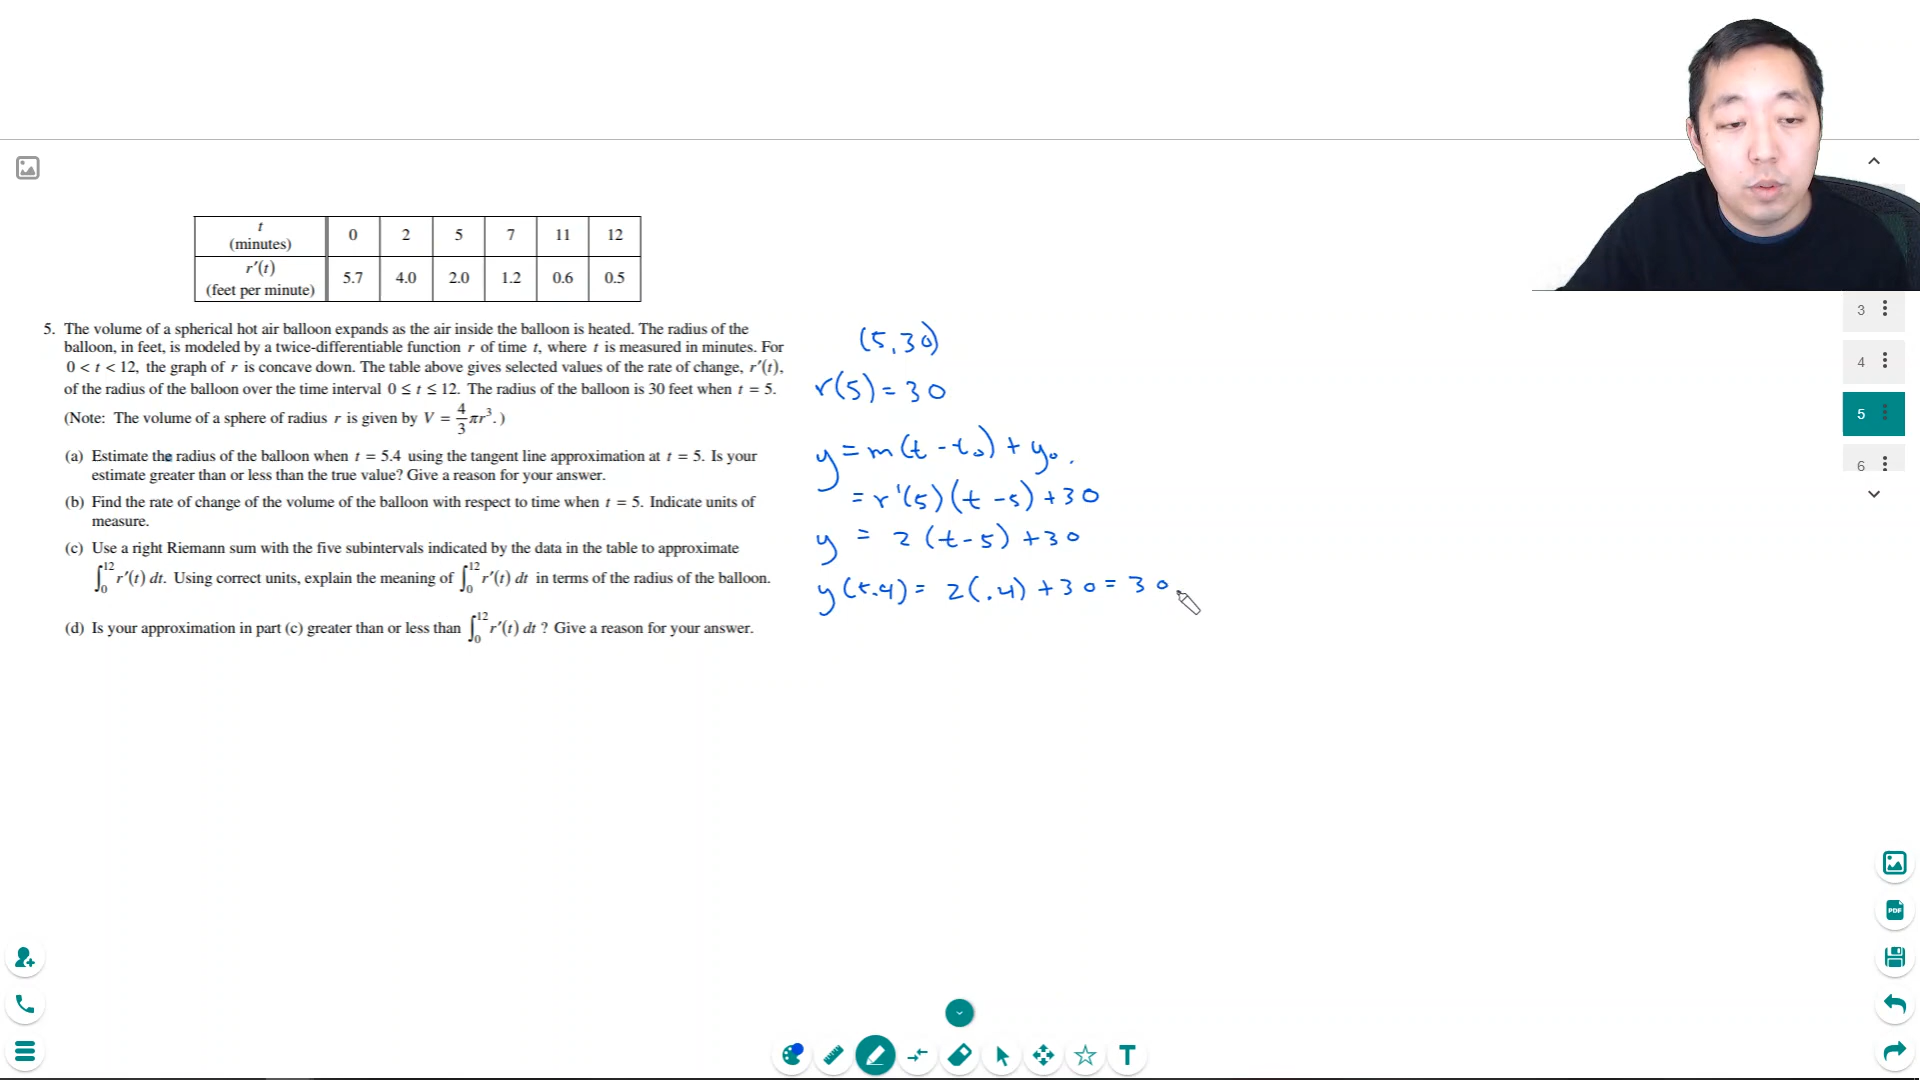 t
(minutes)
0 2 5 7 11 12
r′(t)
(feet per minute)
5.7 4.0 2.0 1.2 0.6 0.5
5. The volume of a spherical hot air balloon expands as the air inside the balloon is heated. The radius of the
balloon, in feet, is modeled by a twice-differentiable function r of time t, where t is measured in minutes. For
0 < t < 12, the graph of r is concave down. The table above gives selected values of the rate of change, r′(t),
of the radius of the balloon over the time interval 0 ≤ t ≤ 12. The radius of the balloon is 30 feet when t = 5.
(Note: The volume of a sphere of radius r is given by V = 4/3 πr³.)
(a) Estimate the radius of the balloon when t = 5.4 using the tangent line approximation at t = 5. Is your
estimate greater than or less than the true value? Give a reason for your answer.
(b) Find the rate of change of the volume of the balloon with respect to time when t = 5. Indicate units of
measure.
(c) Use a right Riemann sum with the five subintervals indicated by the data in the table to approximate
∫₀¹² r′(t) dt. Using correct units, explain the meaning of ∫₀¹² r′(t) dt in terms of the radius of the balloon.
(d) Is your approximation in part (c) greater than or less than ∫₀¹² r′(t) dt ? Give a reason for your answer.
(5,30)
r(5) = 30
y = m(t - t₀) + y₀.
= r'(5)(t - 5) + 30
y = 2(t - 5) + 30
y(5.4) = 2(.4) + 30 = 30.
3
4
5
6
PDF
T